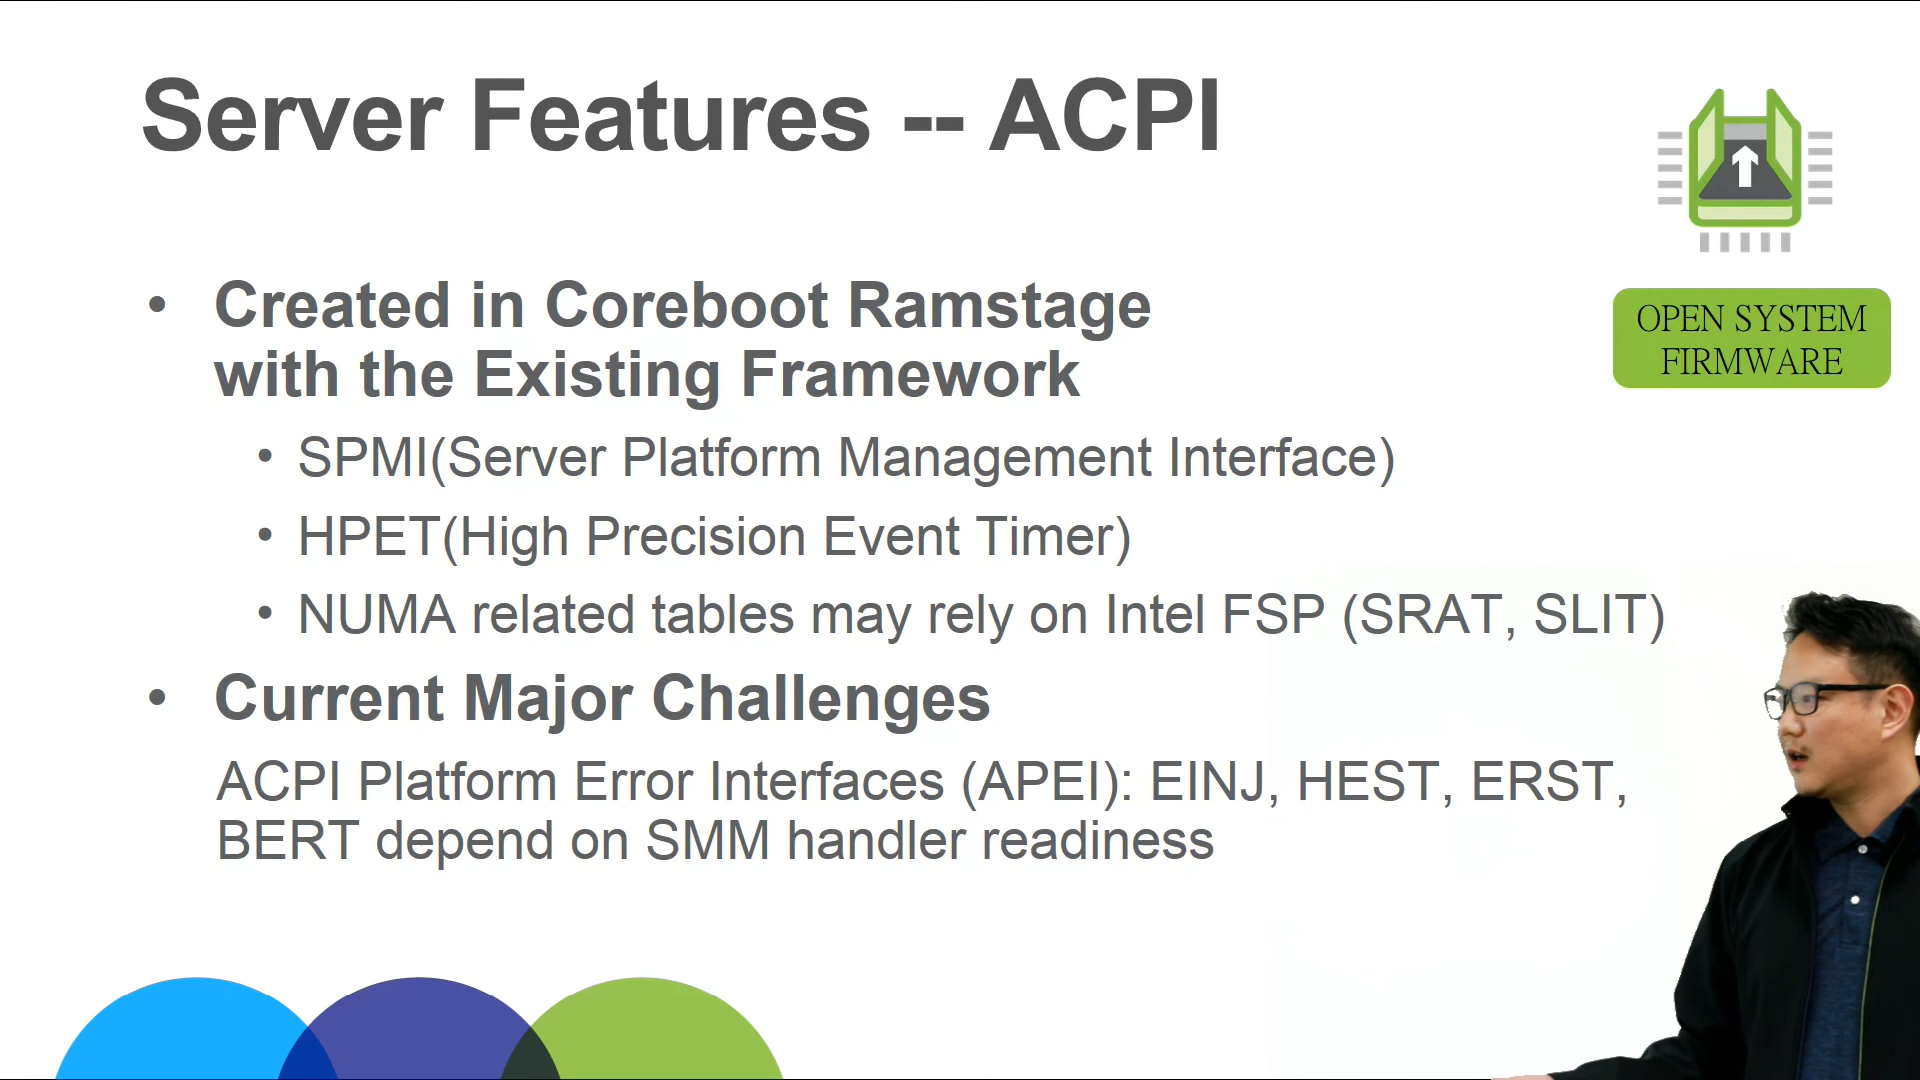 Server Features -- ACPI
OPEN SYSTEM
FIRMWARE
• Created in Coreboot Ramstage
with the Existing Framework
• SPMI(Server Platform Management Interface)
• HPET(High Precision Event Timer)
• NUMA related tables may rely on Intel FSP (SRAT, SLIT)
• Current Major Challenges
ACPI Platform Error Interfaces (APEI): EINJ, HEST, ERST,
BERT depend on SMM handler readiness